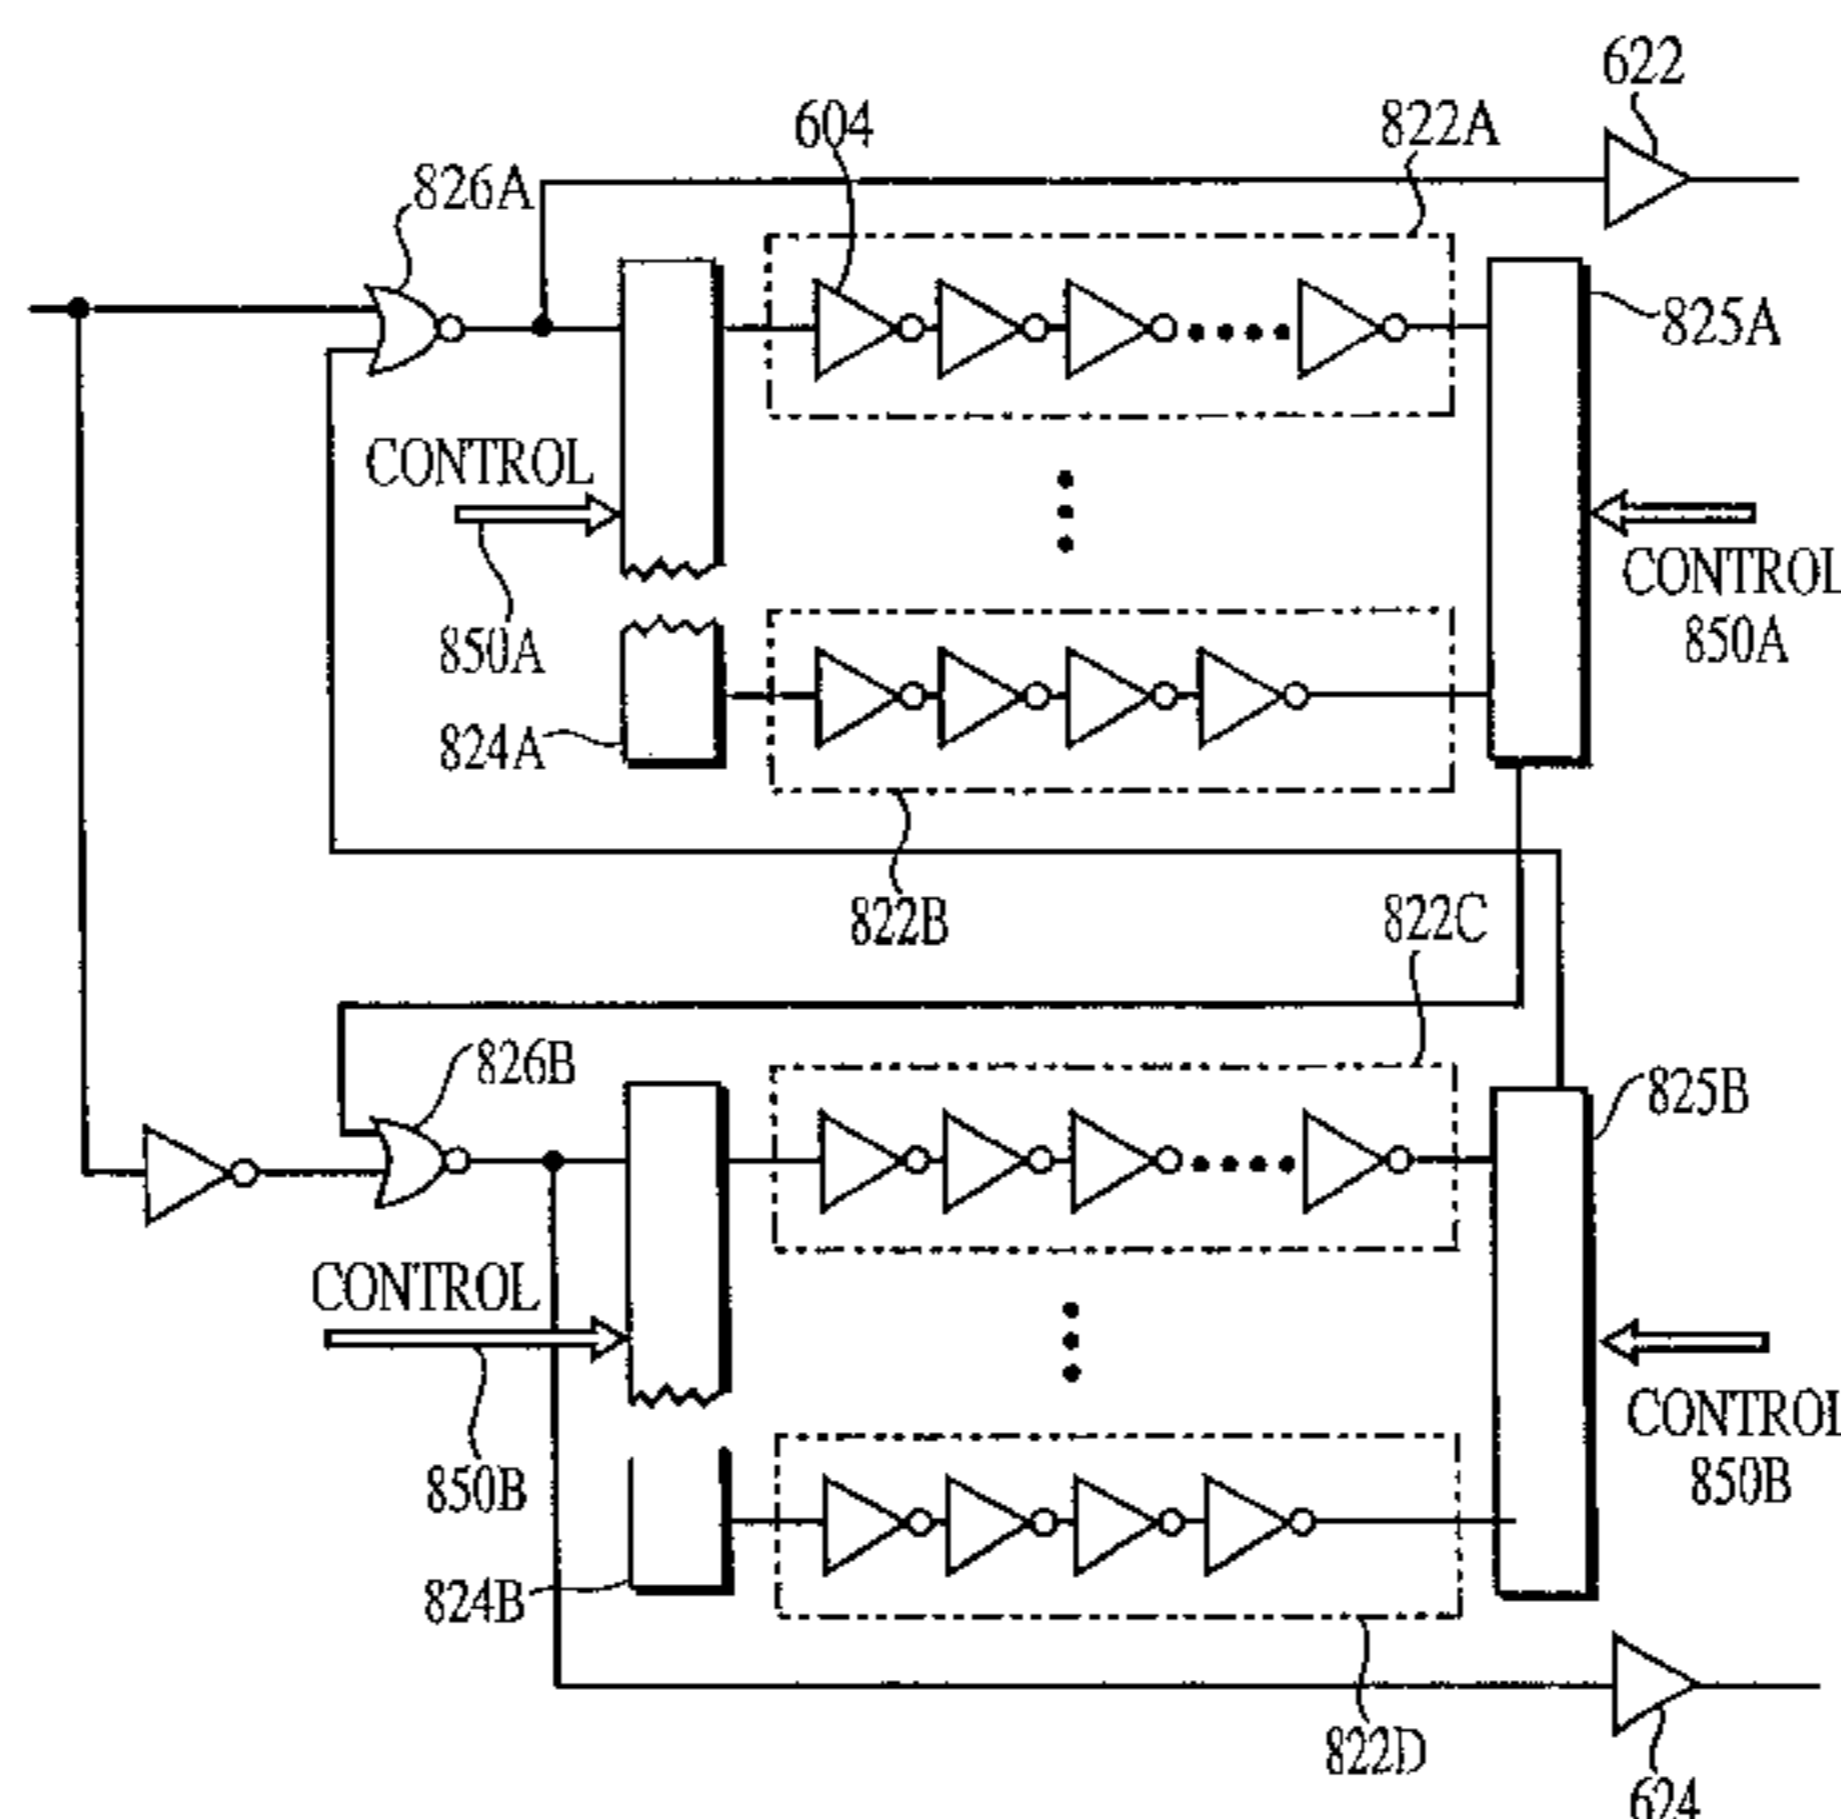 622
604
822A
826A
825A
CONTROL
CONTROL
850A
850A
824A
822B
822C
826B
825B
CONTROL
CONTROL
850B
850B
824B
822D
624